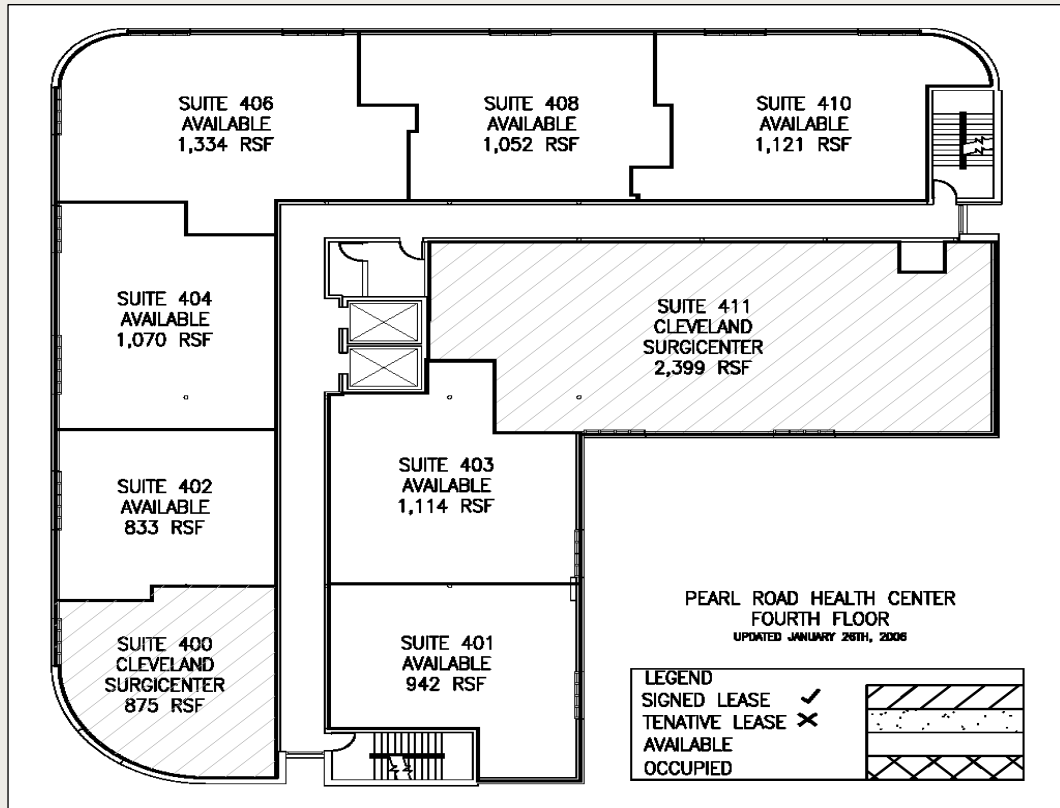 SUITE 406
AVAILABLE
1,334 RSF
SUITE 408
AVAILABLE
1,052 RSF
SUITE 410
AVAILABLE
1,121 RSF
SUITE 404
AVAILABLE
1,070 RSF
SUITE 411
CLEVELAND
SURGICENTER
2,399 RSF
SUITE 402
AVAILABLE
833 RSF
SUITE 403
AVAILABLE
1,114 RSF
SUITE 400
CLEVELAND
SURGICENTER
875 RSF
SUITE 401
AVAILABLE
942 RSF
PEARL ROAD HEALTH CENTER
FOURTH FLOOR
UPDATED JANUARY 26TH, 2006
LEGEND
SIGNED LEASE ✓
TENATIVE LEASE ✕
AVAILABLE
OCCUPIED